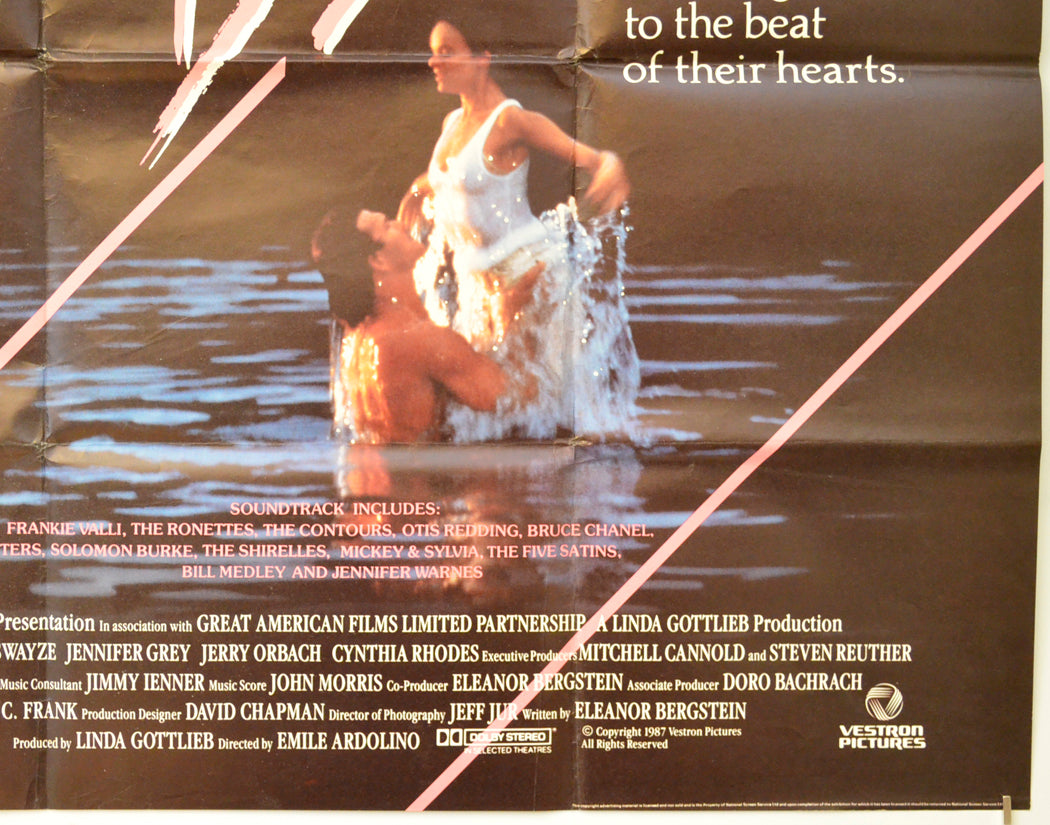 to the beat
of their hearts.
SOUNDTRACK INCLUDES:
FRANKIE VALLI, THE RONETTES, THE CONTOURS, OTIS REDDING, BRUCE CHANEL,
TERS, SOLOMON BURKE, THE SHIRELLES, MICKEY & SYLVIA, THE FIVE SATINS,
BILL MEDLEY AND JENNIFER WARNES
Presentation In association with GREAT AMERICAN FILMS LIMITED PARTNERSHIP A LINDA GOTTLIEB Production
SWAYZE JENNIFER GREY JERRY ORBACH CYNTHIA RHODES Executive Producers MITCHELL CANNOLD and STEVEN REUTHER
Music Consultant JIMMY IENNER Music Score JOHN MORRIS Co-Producer ELEANOR BERGSTEIN Associate Producer DORO BACHRACH
C. FRANK Production Designer DAVID CHAPMAN Director of Photography JEFF JUR Written by ELEANOR BERGSTEIN
Produced by LINDA GOTTLIEB Directed by EMILE ARDOLINO DOLBY STEREO
IN SELECTED THEATRES
© Copyright 1987 Vestron Pictures
All Rights Reserved
VESTRON
PICTURES